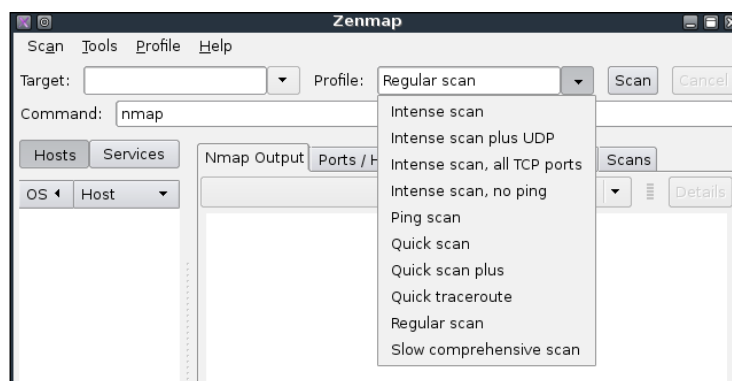 Zenmap
Scan Tools Profile Help
Target: Profile: Regular scan Scan Cancel
Command: nmap
Hosts Services
Nmap Output Ports / H Scans
OS Host Details
Intense scan
Intense scan plus UDP
Intense scan, all TCP ports
Intense scan, no ping
Ping scan
Quick scan
Quick scan plus
Quick traceroute
Regular scan
Slow comprehensive scan